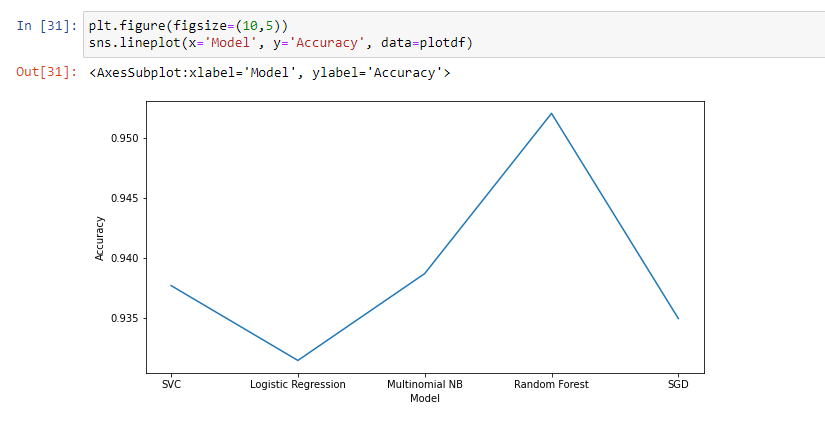 In [31]: plt.figure(figsize=(10,5))
sns.lineplot(x='Model', y='Accuracy', data=plotdf)
Out[31]: <AxesSubplot:xlabel='Model', ylabel='Accuracy'>
0.950
0.945
0.940
0.935
Accuracy
SVC Logistic Regression Multinomial NB Random Forest SGD
Model